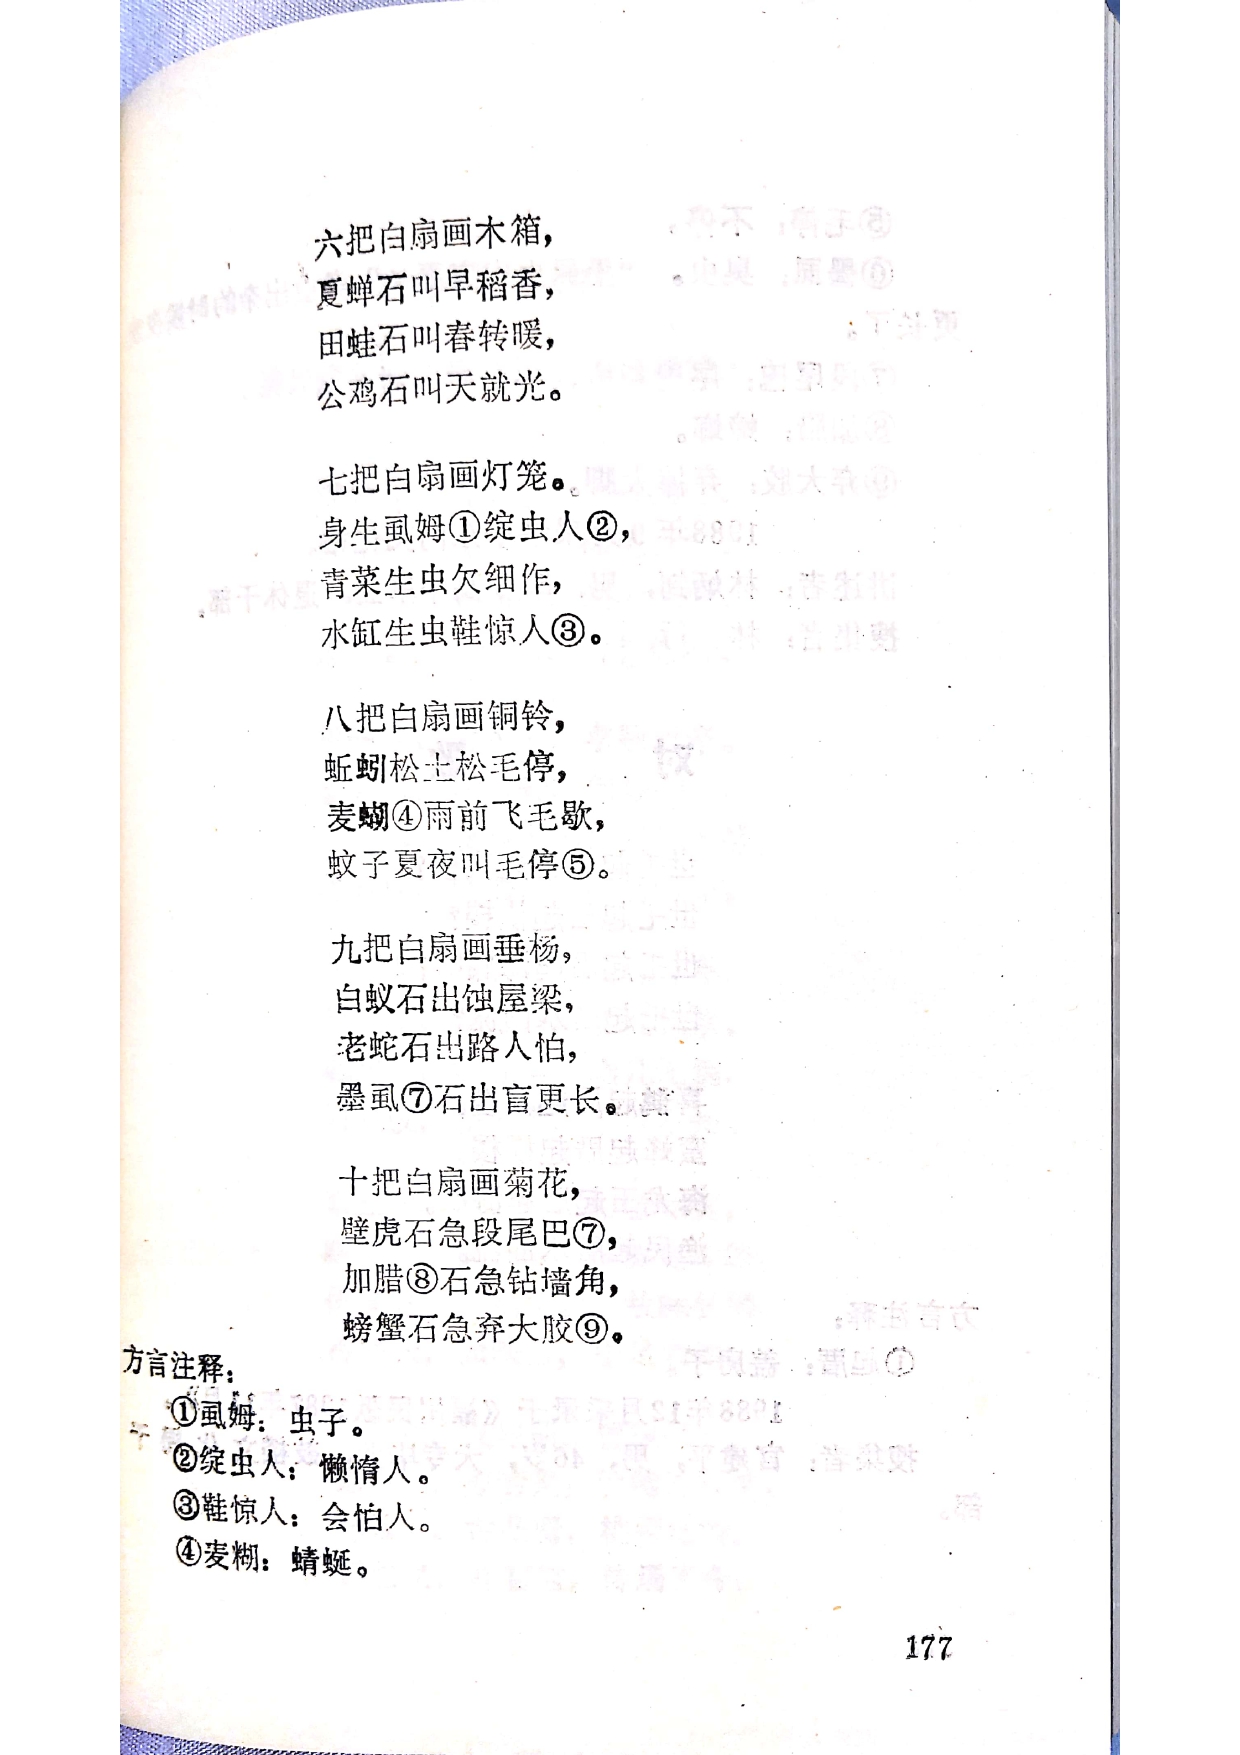 六把白扇画木箱，
夏蝉石叫早稻香，
田蛙石叫春转暖，
公鸡石叫天就光。
七把白扇画灯笼。
身生虱姆①绽虫人②，
青菜生虫欠细作，
水缸生虫鞋惊人③。
八把白扇画铜铃，
蚯蚓松土松毛停，
麦蝴④雨前飞毛歇，
蚊子夏夜叫毛停⑤。
九把白扇画垂杨，
白蚁石出蚀屋梁，
老蛇石出路人怕，
墨虱⑦石出盲更长。
十把白扇画菊花，
壁虎石急段尾巴⑦，
加腊⑧石急钻墙角，
螃蟹石急弃大胶⑨。
方言注释：
①虱姆：虫子。
②绽虫人：懒惰人。
③鞋惊人：会怕人。
④麦糊：蜻蜓。
177